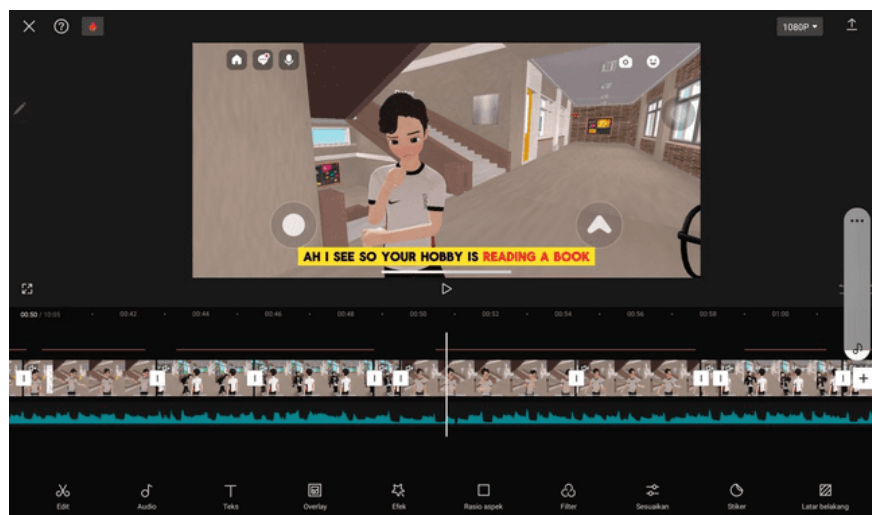 1080P
AH I SEE SO YOUR HOBBY IS READING A BOOK
00:50 / 10:09 00:42 00:44 00:46 00:48 00:50 00:52 00:54 00:56 00:58 01:00
Edit Audio Teks Overlay Efek Rasio aspek Filter Sesuaikan Stiker Latar belakang